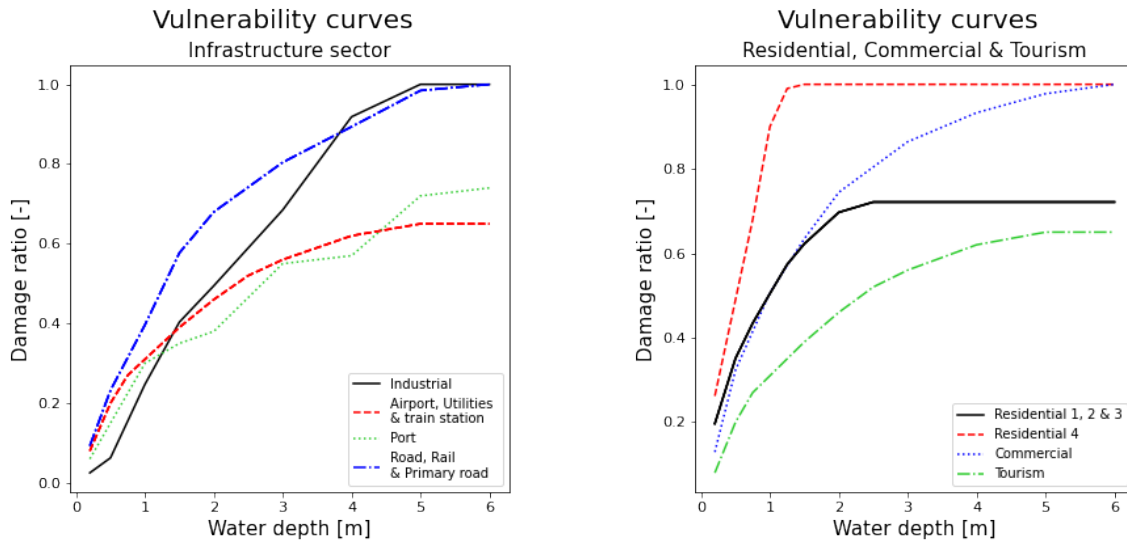 Vulnerability curves
Infrastructure sector
Damage ratio [-]
1.0
0.8
0.6
0.4
0.2
0.0
0 1 2 3 4 5 6
Water depth [m]
Industrial
Airport, Utilities
& train station
Port
Road, Rail
& Primary road
Vulnerability curves
Residential, Commercial & Tourism
Damage ratio [-]
1.0
0.8
0.6
0.4
0.2
0 1 2 3 4 5 6
Water depth [m]
Residential 1, 2 & 3
Residential 4
Commercial
Tourism